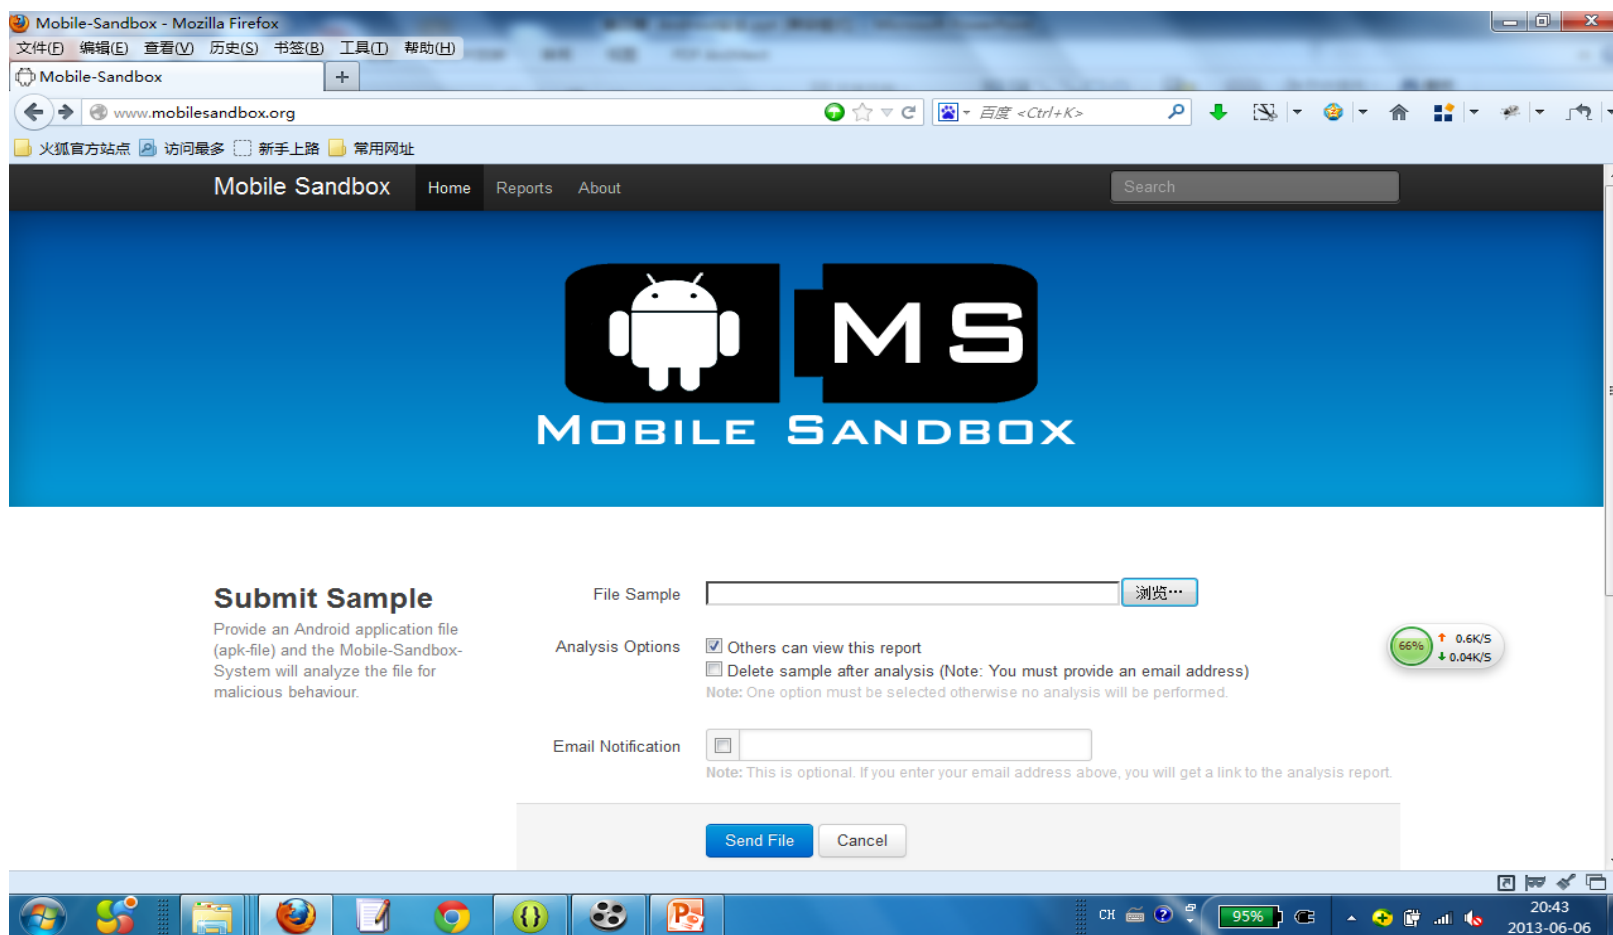 Mobile-Sandbox - Mozilla Firefox
文件(F) 编辑(E) 查看(V) 历史(S) 书签(B) 工具(T) 帮助(H)
Mobile-Sandbox +
www.mobilesandbox.org 百度 <Ctrl+K>
火狐官方站点 访问最多 新手上路 常用网址
Mobile Sandbox Home Reports About Search
MS
MOBILE SANDBOX
Submit Sample
Provide an Android application file
(apk-file) and the Mobile-Sandbox-
System will analyze the file for
malicious behaviour.
File Sample 浏览…
Analysis Options Others can view this report
Delete sample after analysis (Note: You must provide an email address)
Note: One option must be selected otherwise no analysis will be performed.
Email Notification
Note: This is optional. If you enter your email address above, you will get a link to the analysis report.
Send File Cancel
66% 0.6K/S
0.04K/S
CH 95% 20:43
2013-06-06